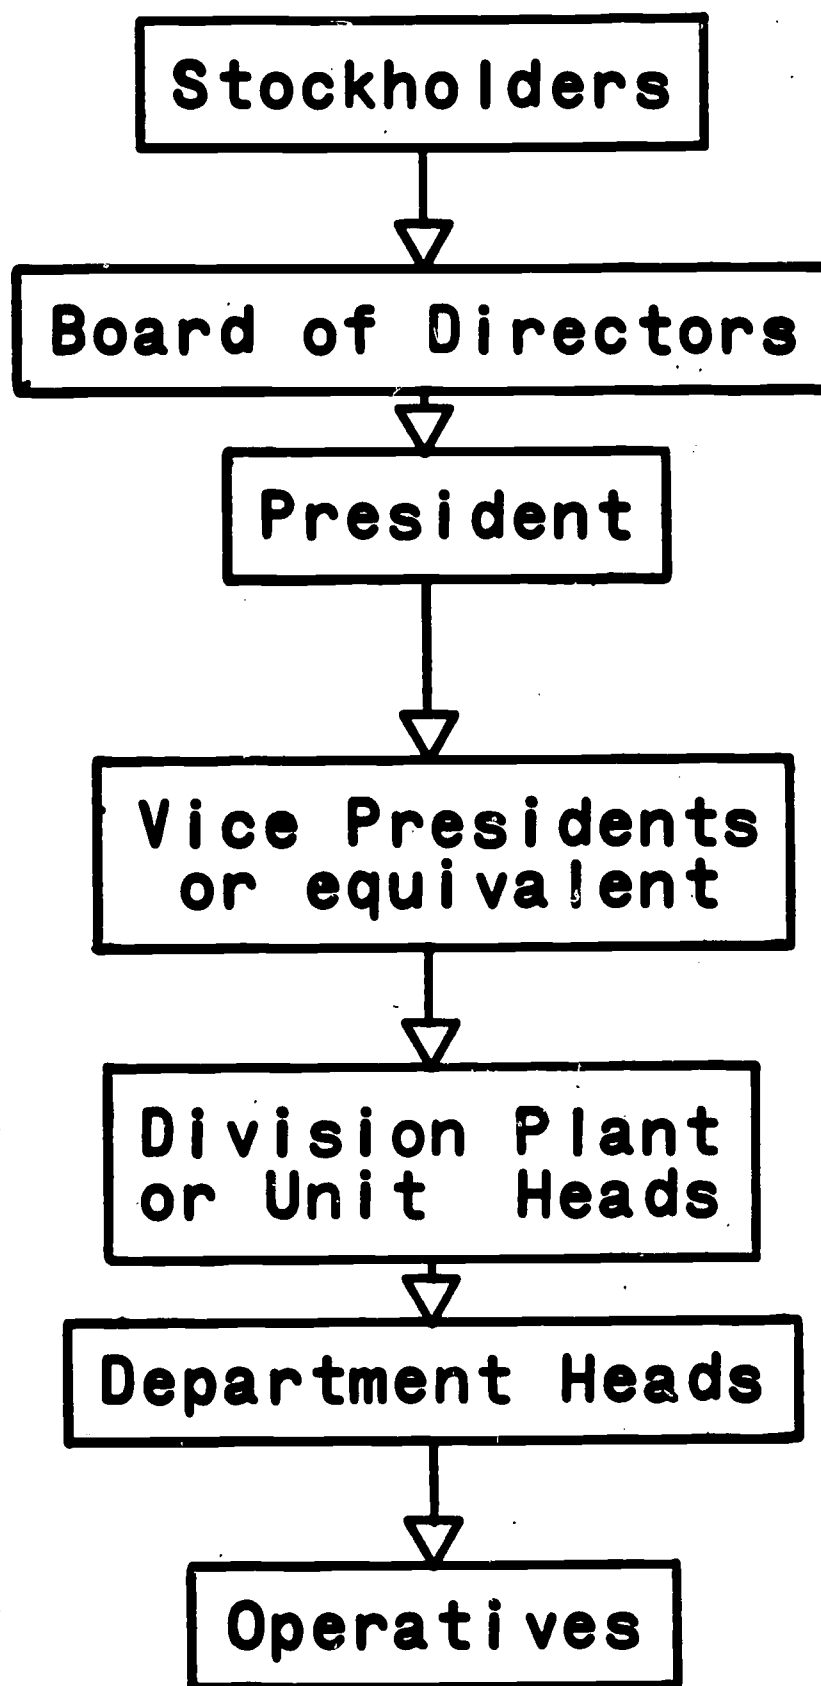 Stockholders
Board of Directors
President
Vice Presidents
or equivalent
Division Plant
or Unit Heads
Department Heads
Operatives